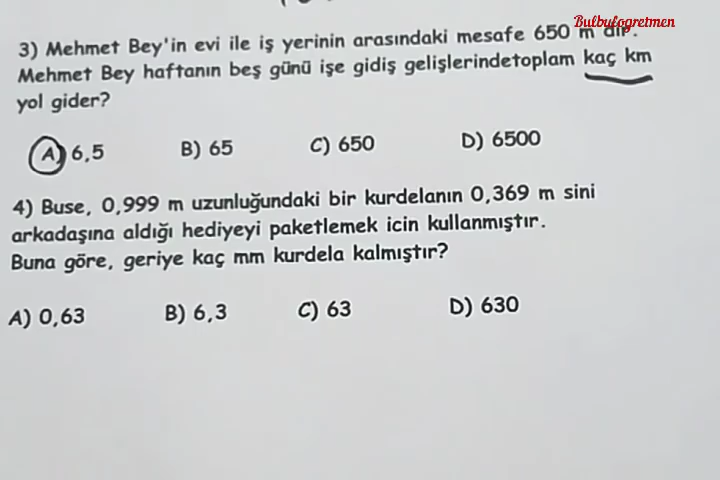 Bulbulogretmen
3) Mehmet Bey'in evi ile iş yerinin arasındaki mesafe 650 m dir.
Mehmet Bey haftanın beş günü işe gidiş gelişlerindetoplam kaç km
yol gider?
A) 6,5 B) 65 C) 650 D) 6500
4) Buse, 0,999 m uzunluğundaki bir kurdelanın 0,369 m sini
arkadaşına aldığı hediyeyi paketlemek icin kullanmıştır.
Buna göre, geriye kaç mm kurdela kalmıştır?
A) 0,63 B) 6,3 C) 63 D) 630